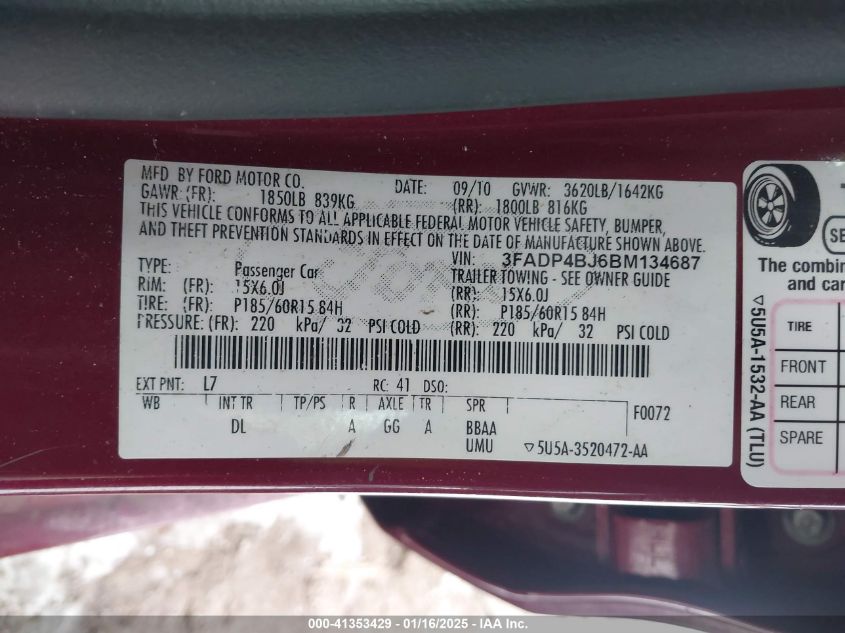 MFD. BY FORD MOTOR CO.
DATE: 09/10 GVWR: 3620LB/1642KG
GAWR: (FR): 1850LB 839KG (RR): 1800LB 816KG
THIS VEHICLE CONFORMS TO ALL APPLICABLE FEDERAL MOTOR VEHICLE SAFETY, BUMPER,
AND THEFT PREVENTION STANDARDS IN EFFECT ON THE DATE OF MANUFACTURE SHOWN ABOVE.
VIN: 3FADP4BJ6BM134687
TYPE: Passenger Car TRAILER TOWING - SEE OWNER GUIDE
RIM: (FR): 15X6.0J (RR): 15X6.0J
TIRE: (FR): P185/60R15 84H (RR): P185/60R15 84H
PRESSURE: (FR): 220 kPa/ 32 PSI COLD (RR): 220 kPa/ 32 PSI COLD
EXT PNT: L7 RC: 41 DSO:
WB INT TR TP/PS R AXLE TR SPR F0072
DL A GG A BBAA
UMU ▽5U5A-3520472-AA
▽5U5A-1532-AA (TLU)
SE
The combin
and car
TIRE
FRONT
REAR
SPARE
000-41353429 - 01/16/2025 - IAA Inc.